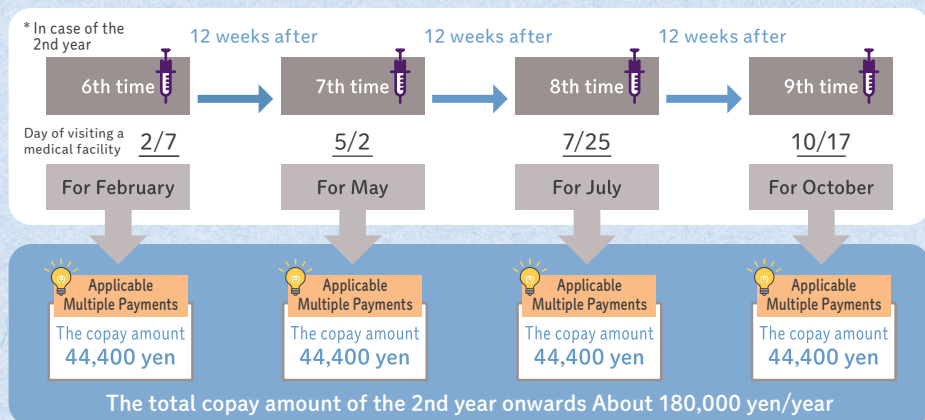 * In case of the
2nd year
12 weeks after
12 weeks after
12 weeks after
6th time
7th time
8th time
9th time
Day of visiting a
medical facility
2/7
5/2
7/25
10/17
For February
For May
For July
For October
Applicable
Multiple Payments
The copay amount
44,400 yen
Applicable
Multiple Payments
The copay amount
44,400 yen
Applicable
Multiple Payments
The copay amount
44,400 yen
Applicable
Multiple Payments
The copay amount
44,400 yen
The total copay amount of the 2nd year onwards About 180,000 yen/year